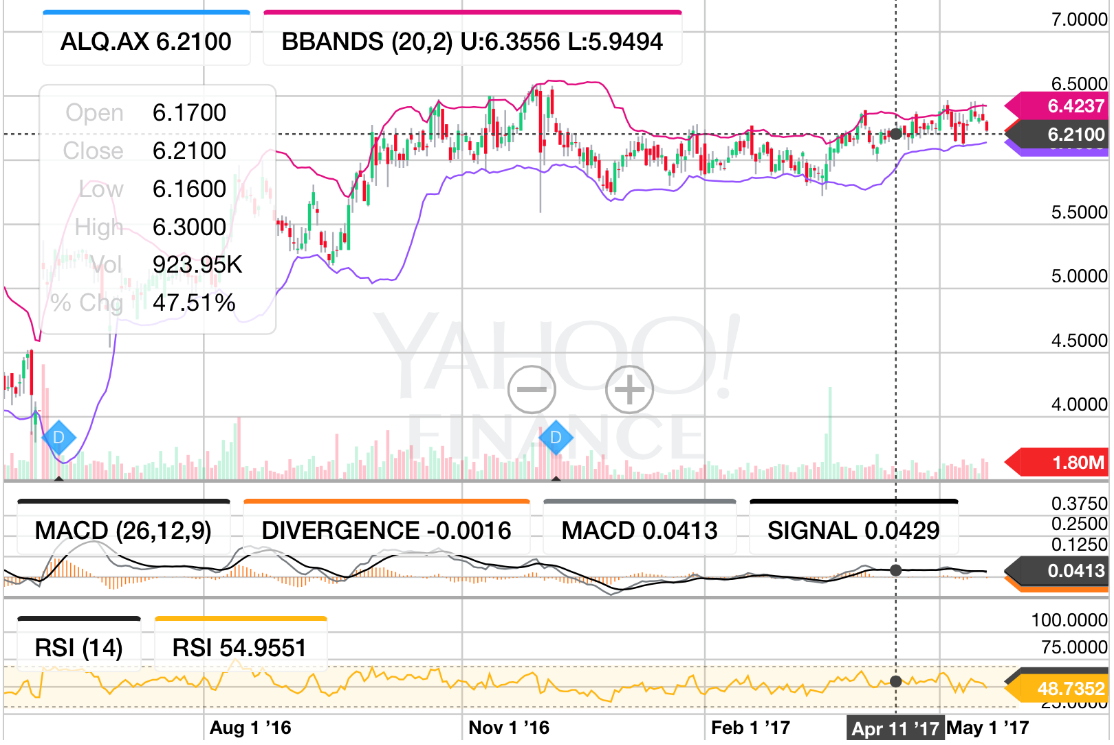 ALQ.AX 6.2100
BBANDS (20,2) U:6.3556 L:5.9494
7.0000
6.5000
6.4237
6.2100
5.5000
5.0000
4.5000
4.0000
1.80M
Open 6.1700
Close 6.2100
Low 6.1600
High 6.3000
Vol 923.95K
% Chg 47.51%
YAHOO!
FINANCE
D
D
MACD (26,12,9)
DIVERGENCE -0.0016
MACD 0.0413
SIGNAL 0.0429
0.3750
0.2500
0.1250
0.0413
RSI (14)
RSI 54.9551
100.0000
75.0000
48.7352
25.0000
Aug 1 '16
Nov 1 '16
Feb 1 '17
Apr 11 '17
May 1 '17